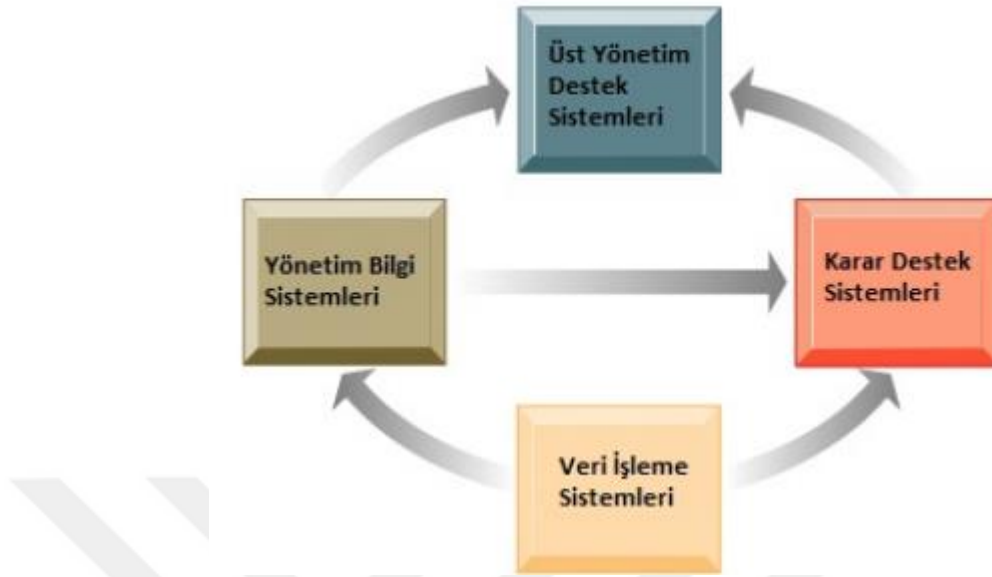 Üst Yönetim
Destek
Sistemleri
Yönetim Bilgi
Sistemleri
Karar Destek
Sistemleri
Veri İşleme
Sistemleri